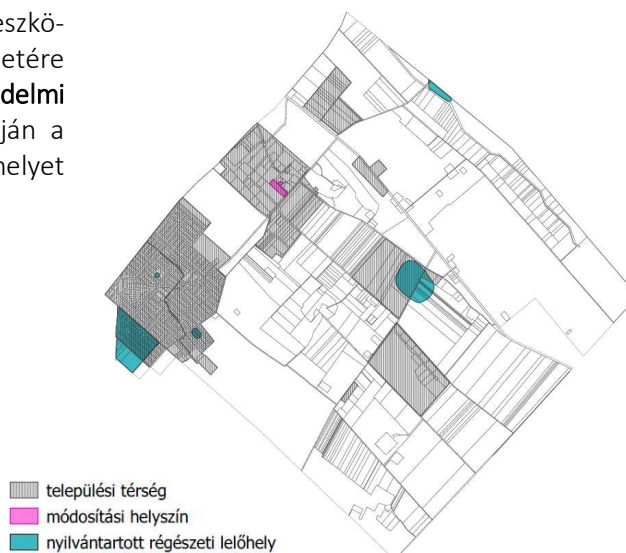 eszkö-
etére
delmi
ján a
helyet
települési térség
módosítási helyszín
nyilvántartott régészeti lelőhely